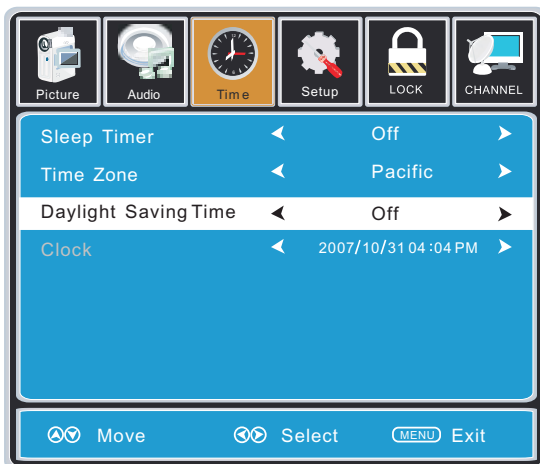 Picture Audio Time Setup LOCK CHANNEL
Sleep Timer Off
Time Zone Pacific
Daylight Saving Time Off
Clock 2007/10/31 04:04 PM
Move Select MENU Exit